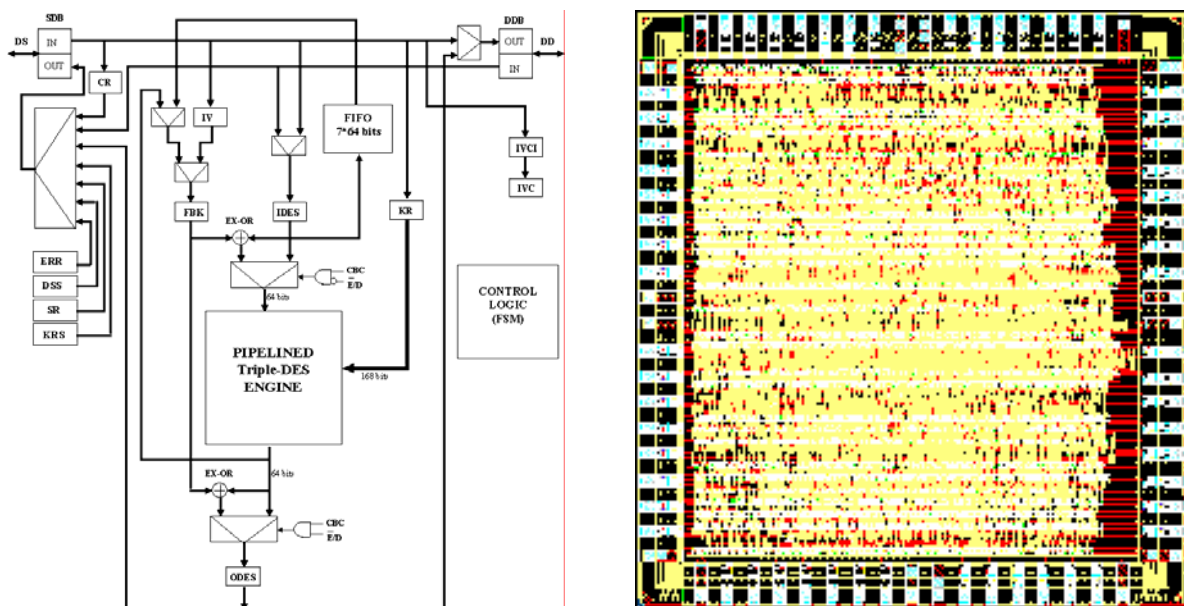 SDB
DDB
DS
IN
OUT
OUT
IN
DD
CR
IV
FIFO
7*64 bits
IVCI
IVC
FBK
IDES
KR
EX-OR
ERR
DSS
SR
KRS
CBC
E/D
64 bits
CONTROL
LOGIC
(FSM)
PIPELINED
Triple-DES
ENGINE
168 bits
EX-OR
64 bits
CBC
E/D
ODES